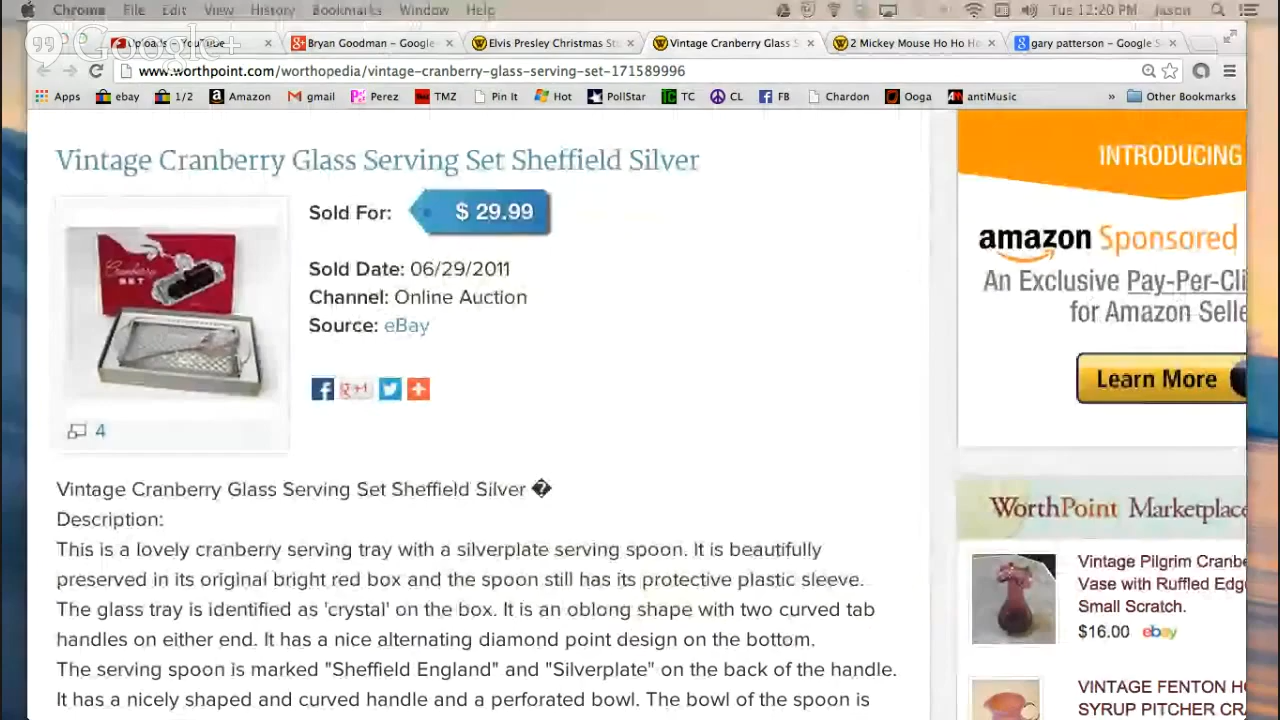 Chrome File Edit View History Bookmarks Window Help Tue 12:20 PM Jason
Google+
Uploads - YouTube
Bryan Goodman - Google
Elvis Presley Christmas St
Vintage Cranberry Glass S
2 Mickey Mouse Ho Ho H
gary patterson - Google S
www.worthpoint.com/worthopedia/vintage-cranberry-glass-serving-set-171589996
Apps ebay 1/2 Amazon gmail Perez TMZ Pin It Hot PollStar TC CL FB Chardon Ooga antiMusic » Other Bookmarks
Vintage Cranberry Glass Serving Set Sheffield Silver
Sold For: $ 29.99
Sold Date: 06/29/2011
Channel: Online Auction
Source: eBay
Cranberry
SET
g+1
4
Vintage Cranberry Glass Serving Set Sheffield Silver �
Description:
This is a lovely cranberry serving tray with a silverplate serving spoon. It is beautifully
preserved in its original bright red box and the spoon still has its protective plastic sleeve.
The glass tray is identified as 'crystal' on the box. It is an oblong shape with two curved tab
handles on either end. It has a nice alternating diamond point design on the bottom.
The serving spoon is marked "Sheffield England" and "Silverplate" on the back of the handle.
It has a nicely shaped and curved handle and a perforated bowl. The bowl of the spoon is
INTRODUCING
amazon Sponsored
An Exclusive Pay-Per-Cli
for Amazon Selle
Learn More
WorthPoint Marketplace
Vintage Pilgrim Cranbe
Vase with Ruffled Edg
Small Scratch.
$16.00 ebay
VINTAGE FENTON HO
SYRUP PITCHER CRA